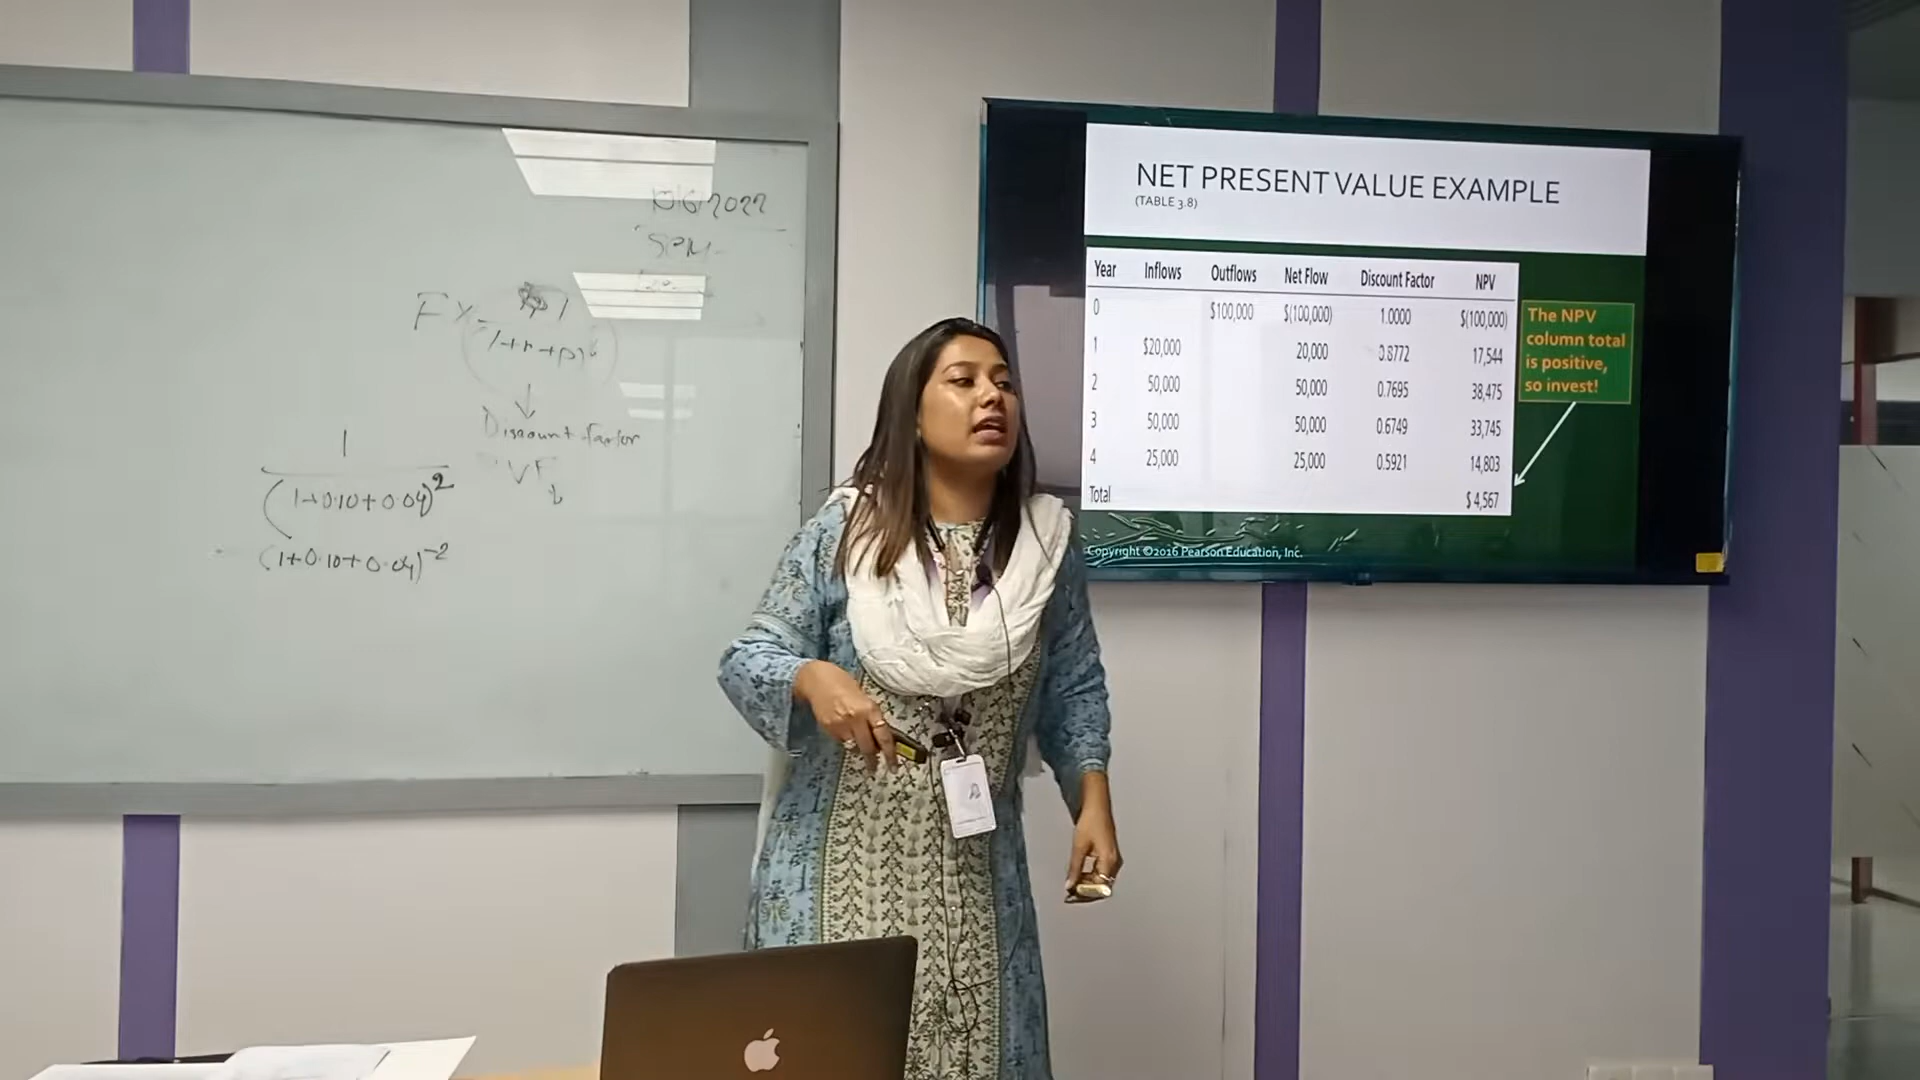 2022
SPM
F x 1
(1+r+p)t
Discount factor
1
(1+0.10+0.04)2
(1+0.10+0.04)-2
NET PRESENT VALUE EXAMPLE
(TABLE 3.8)
Year Inflows Outflows Net Flow Discount Factor NPV
0 $100,000 $(100,000) 1.0000 $(100,000)
1 $20,000 20,000 0.8772 17,544
2 50,000 50,000 0.7695 38,475
3 50,000 50,000 0.6749 33,745
4 25,000 25,000 0.5921 14,803
Total $ 4,567
The NPV
column total
is positive,
so invest!
Copyright ©2016 Pearson Education, Inc.